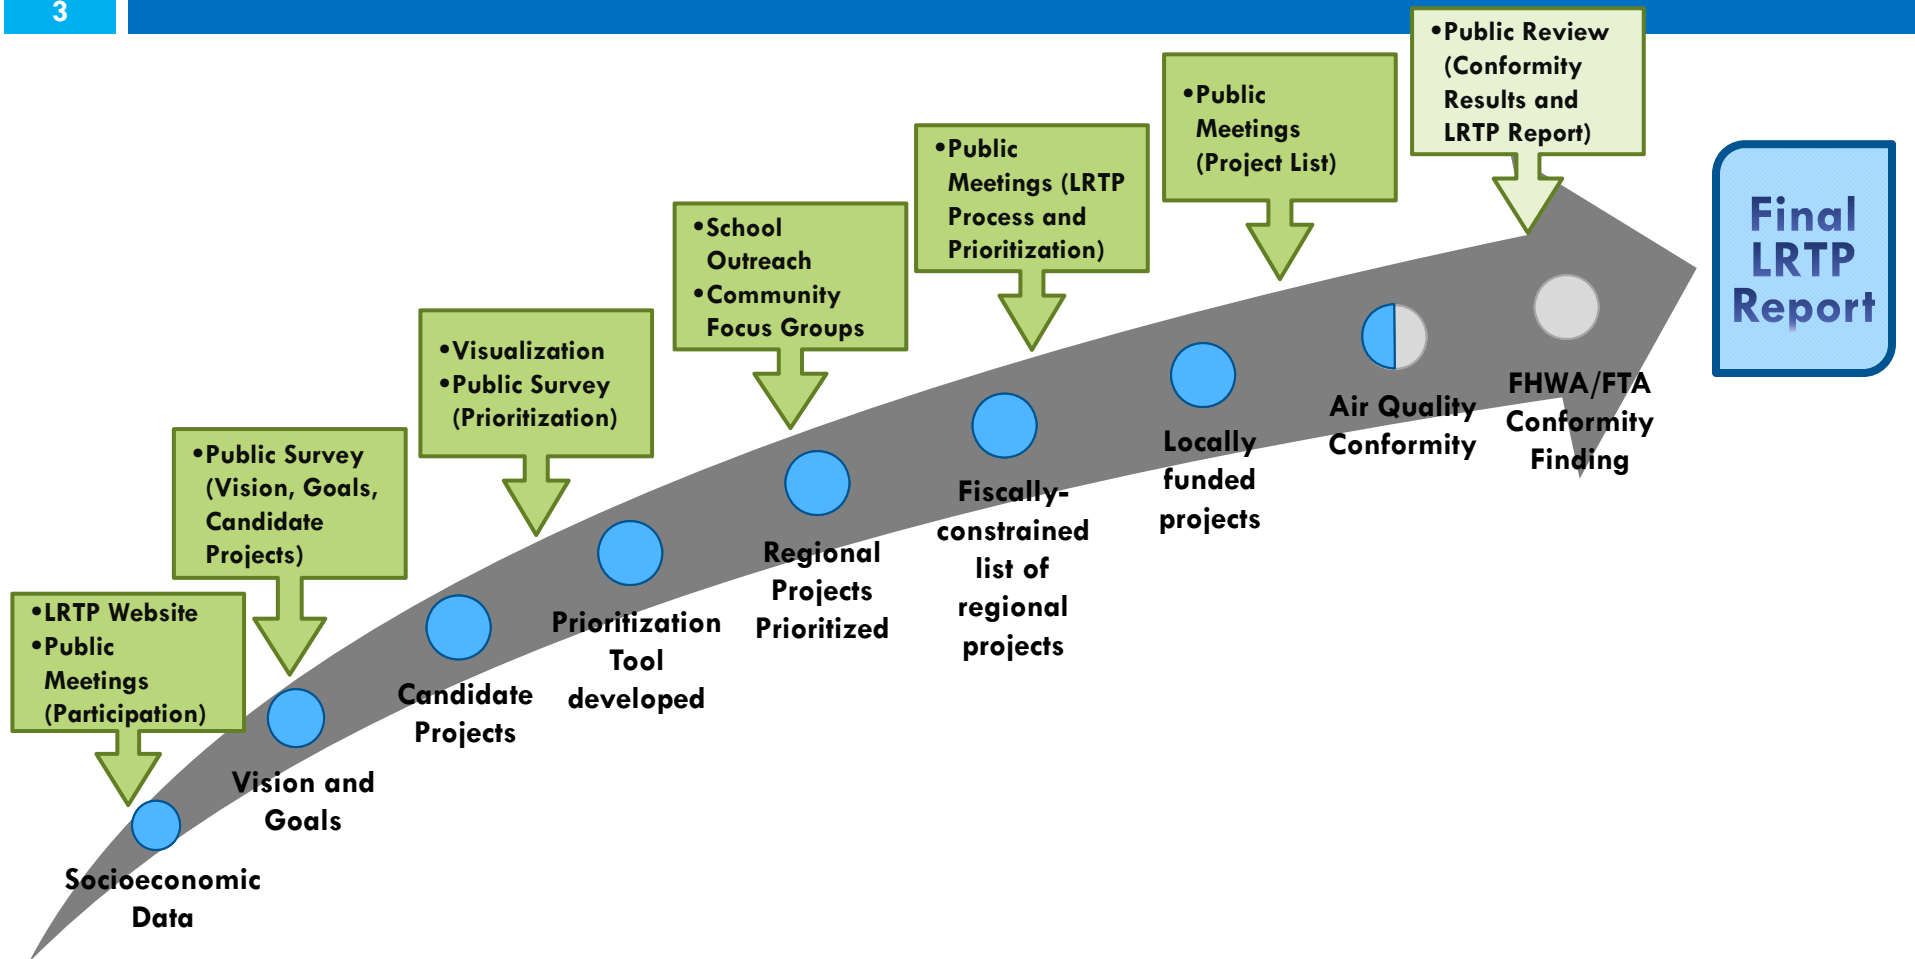 3
•Public Review
(Conformity
Results and
LRTP Report)
•Public
Meetings
(Project List)
•Public
Meetings (LRTP
Process and
Prioritization)
•School
Outreach
•Community
Focus Groups
•Visualization
•Public Survey
(Prioritization)
•Public Survey
(Vision, Goals,
Candidate
Projects)
•LRTP Website
•Public
Meetings
(Participation)
Final
LRTP
Report
Socioeconomic
Data
Vision and
Goals
Candidate
Projects
Prioritization
Tool
developed
Regional
Projects
Prioritized
Fiscally-
constrained
list of
regional
projects
Locally
funded
projects
Air Quality
Conformity
FHWA/FTA
Conformity
Finding